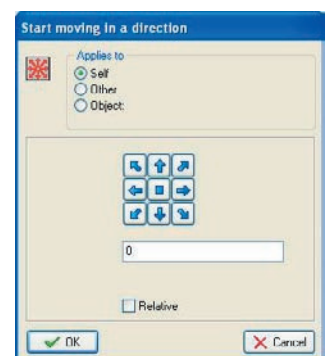 Start moving in a direction
Applies to
Self
Other
Object:
0
Relative
OK
Cancel